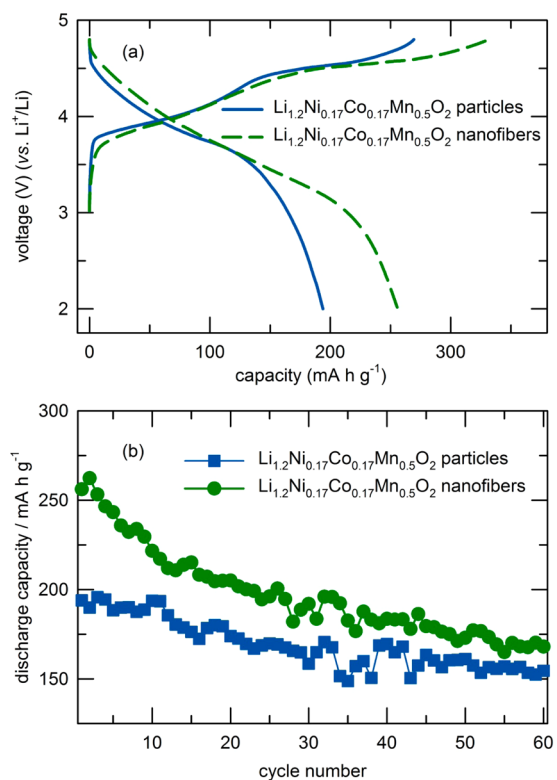 5
(a)
Li1.2Ni0.17Co0.17Mn0.5O2 particles
Li1.2Ni0.17Co0.17Mn0.5O2 nanofibers
4
3
2
voltage (V) (vs. Li+/Li)
0 100 200 300
capacity (mA h g-1)
300
(b)
Li1.2Ni0.17Co0.17Mn0.5O2 particles
Li1.2Ni0.17Co0.17Mn0.5O2 nanofibers
250
200
150
discharge capacity / mA h g-1
10 20 30 40 50 60
cycle number